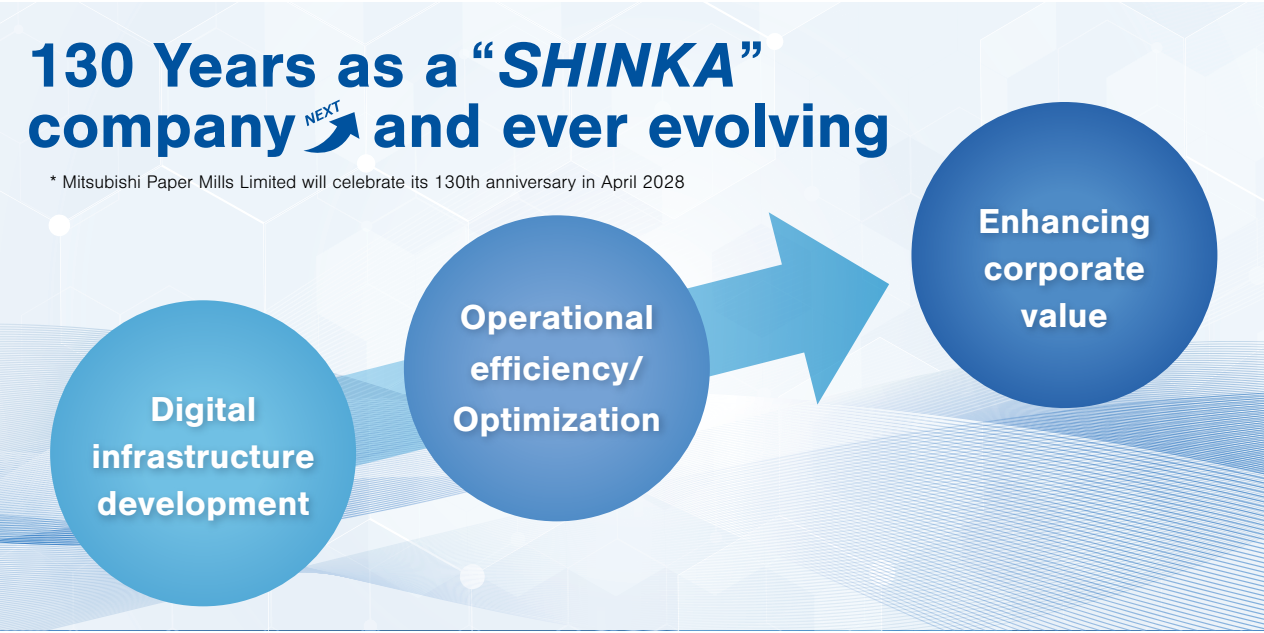 130 Years as a “SHINKA”
company NEXT and ever evolving
* Mitsubishi Paper Mills Limited will celebrate its 130th anniversary in April 2028
Digital
infrastructure
development
Operational
efficiency/
Optimization
Enhancing
corporate
value